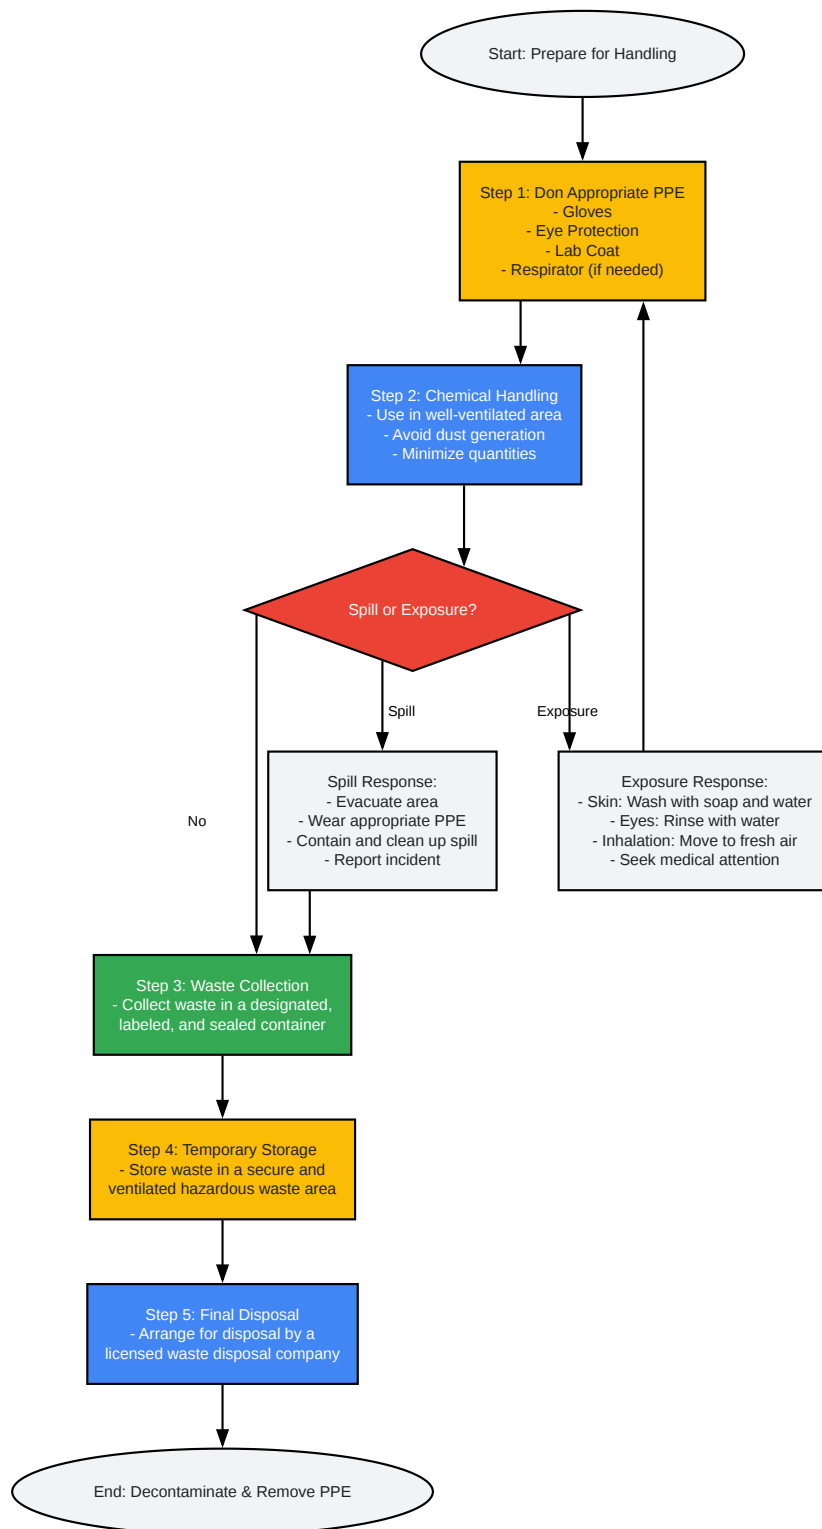 Start: Prepare for Handling
Step 1: Don Appropriate PPE
- Gloves
- Eye Protection
- Lab Coat
- Respirator (if needed)
Step 2: Chemical Handling
- Use in well-ventilated area
- Avoid dust generation
- Minimize quantities
Spill or Exposure?
Spill
Exposure
No
Spill Response:
- Evacuate area
- Wear appropriate PPE
- Contain and clean up spill
- Report incident
Exposure Response:
- Skin: Wash with soap and water
- Eyes: Rinse with water
- Inhalation: Move to fresh air
- Seek medical attention
Step 3: Waste Collection
- Collect waste in a designated,
labeled, and sealed container
Step 4: Temporary Storage
- Store waste in a secure and
ventilated hazardous waste area
Step 5: Final Disposal
- Arrange for disposal by a
licensed waste disposal company
End: Decontaminate & Remove PPE